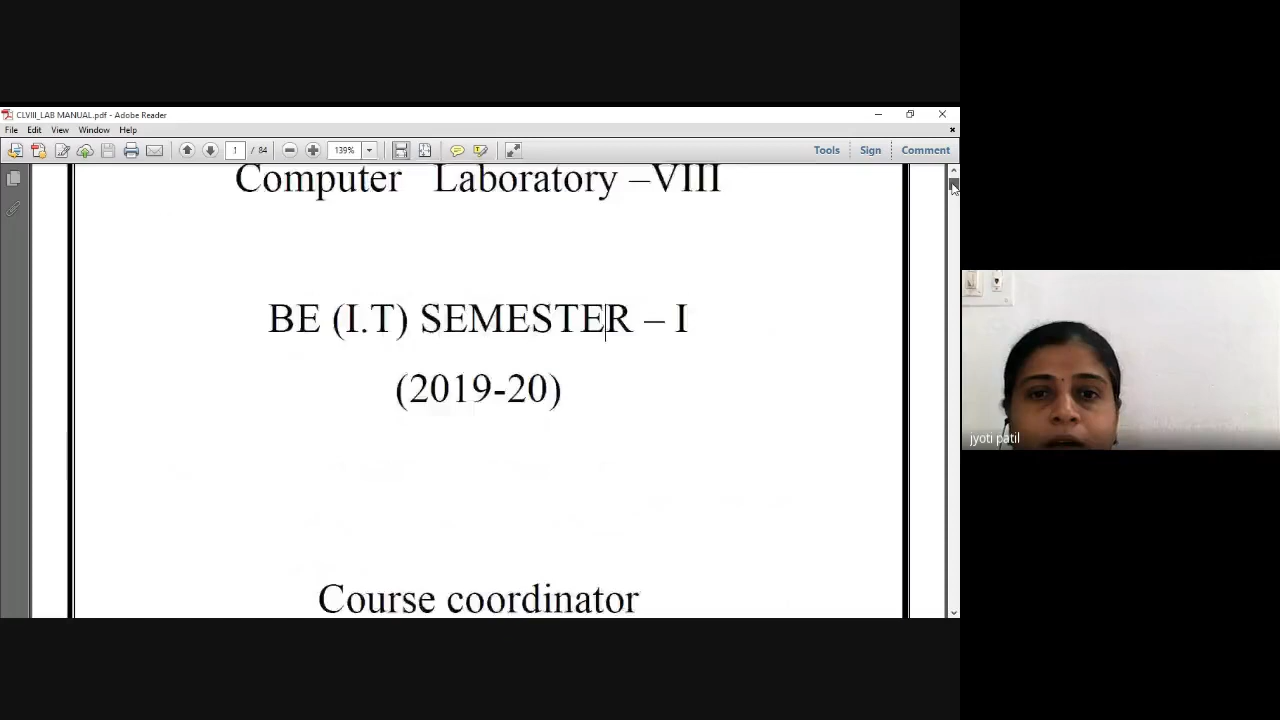 CLVIII_LAB MANUAL.pdf - Adobe Reader
File Edit View Window Help
1 / 84 139% Tools Sign Comment
Computer Laboratory –VIII
BE (I.T) SEMESTER – I
(2019-20)
Course coordinator
jyoti patil